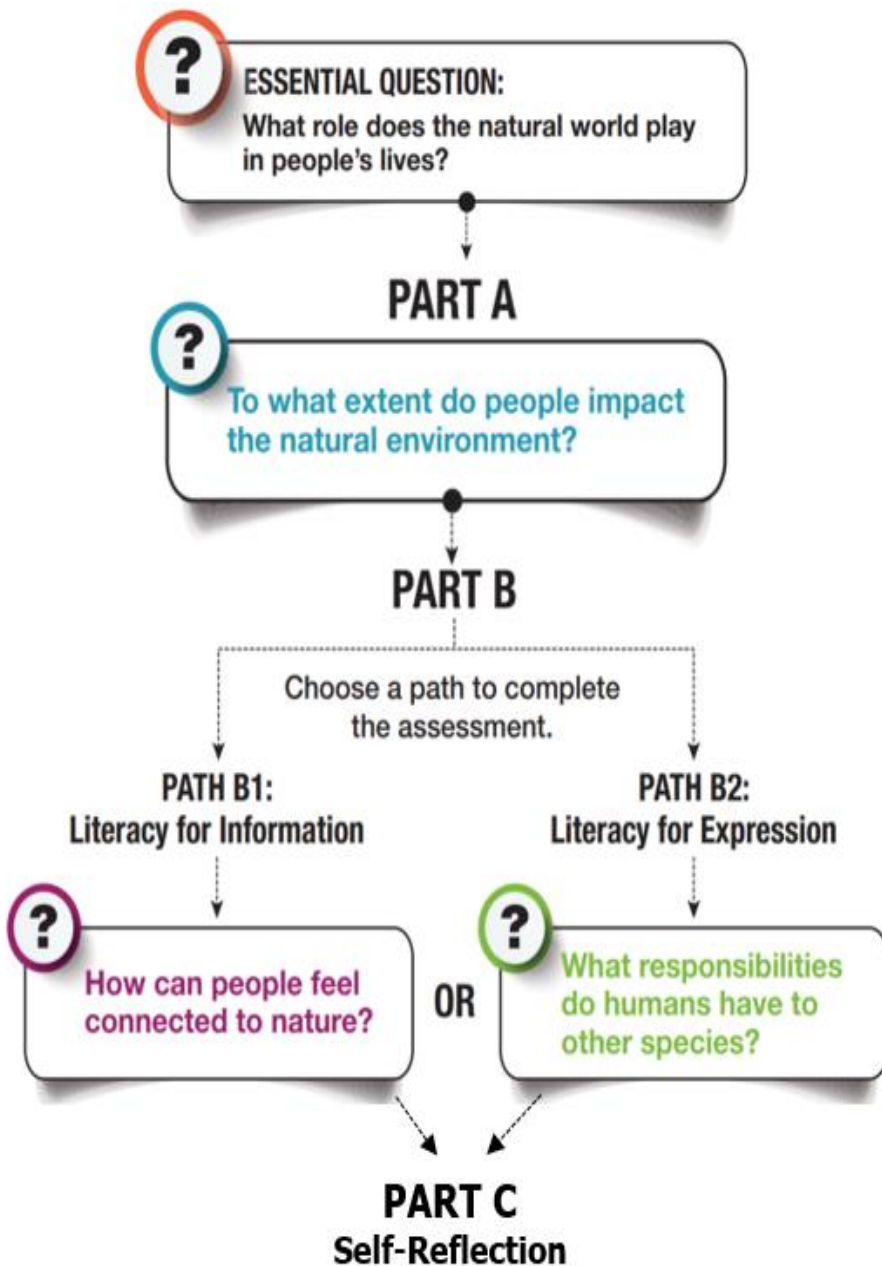 ?
ESSENTIAL QUESTION:
What role does the natural world play
in people's lives?
PART A
?
To what extent do people impact
the natural environment?
PART B
Choose a path to complete
the assessment.
PATH B1:
Literacy for Information
?
How can people feel
connected to nature?
OR
PATH B2:
Literacy for Expression
?
What responsibilities
do humans have to
other species?
PART C
Self-Reflection